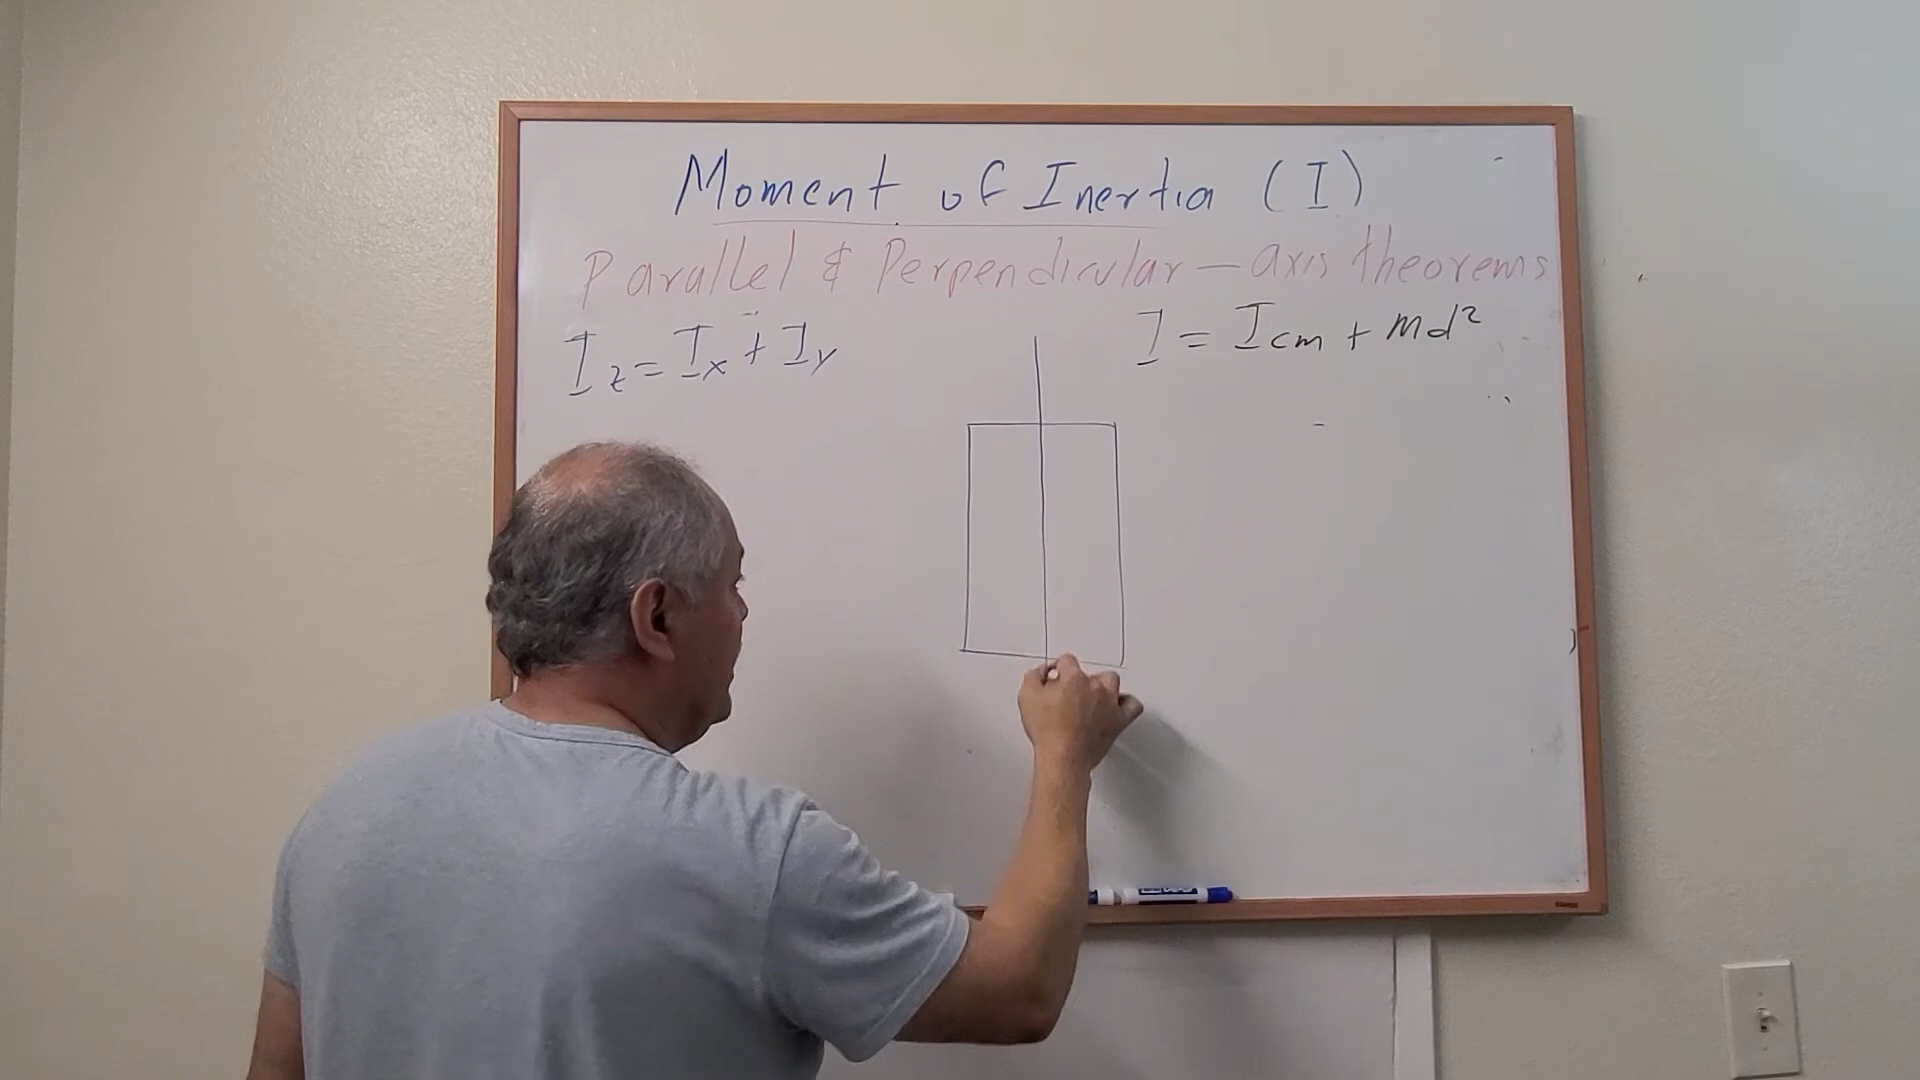 Moment of Inertia (I)
Parallel & Perpendicular - axis theorems
I_z = I_x + I_y
I = I_cm + md²